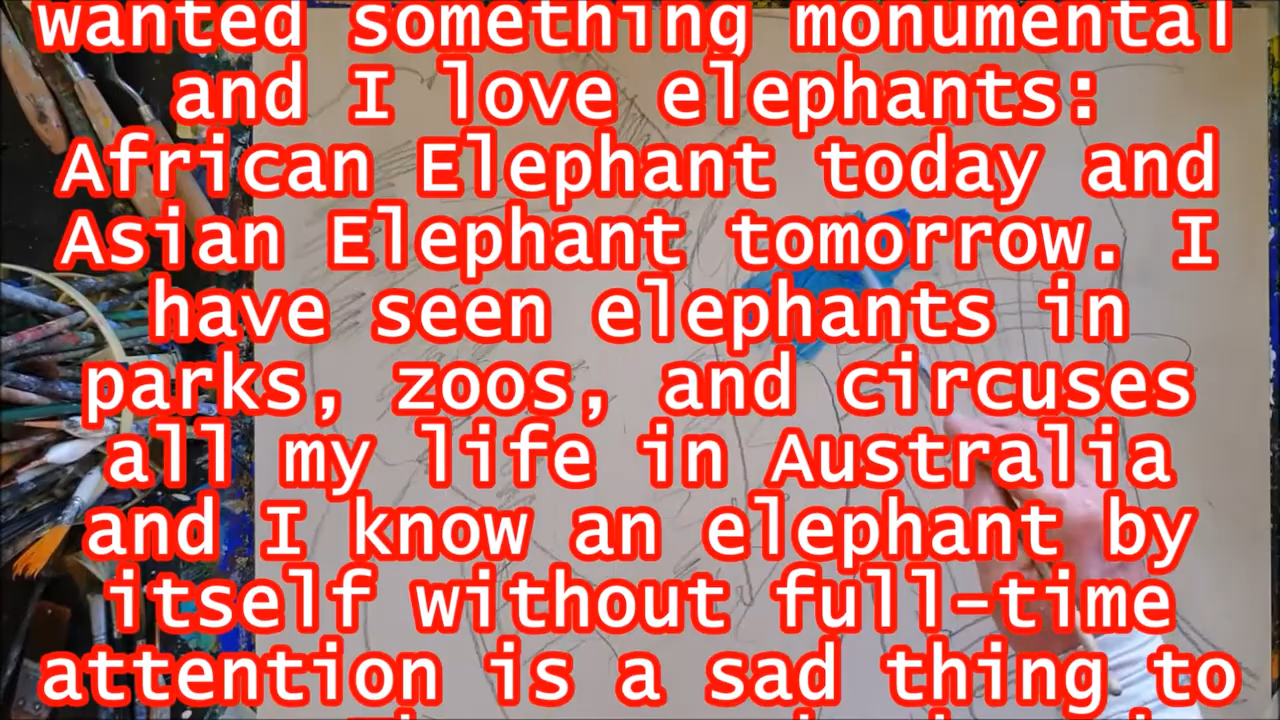 wanted something monumental
and I love elephants:
African Elephant today and
Asian Elephant tomorrow. I
have seen elephants in
parks, zoos, and circuses
all my life in Australia
and I know an elephant by
itself without full-time
attention is a sad thing to